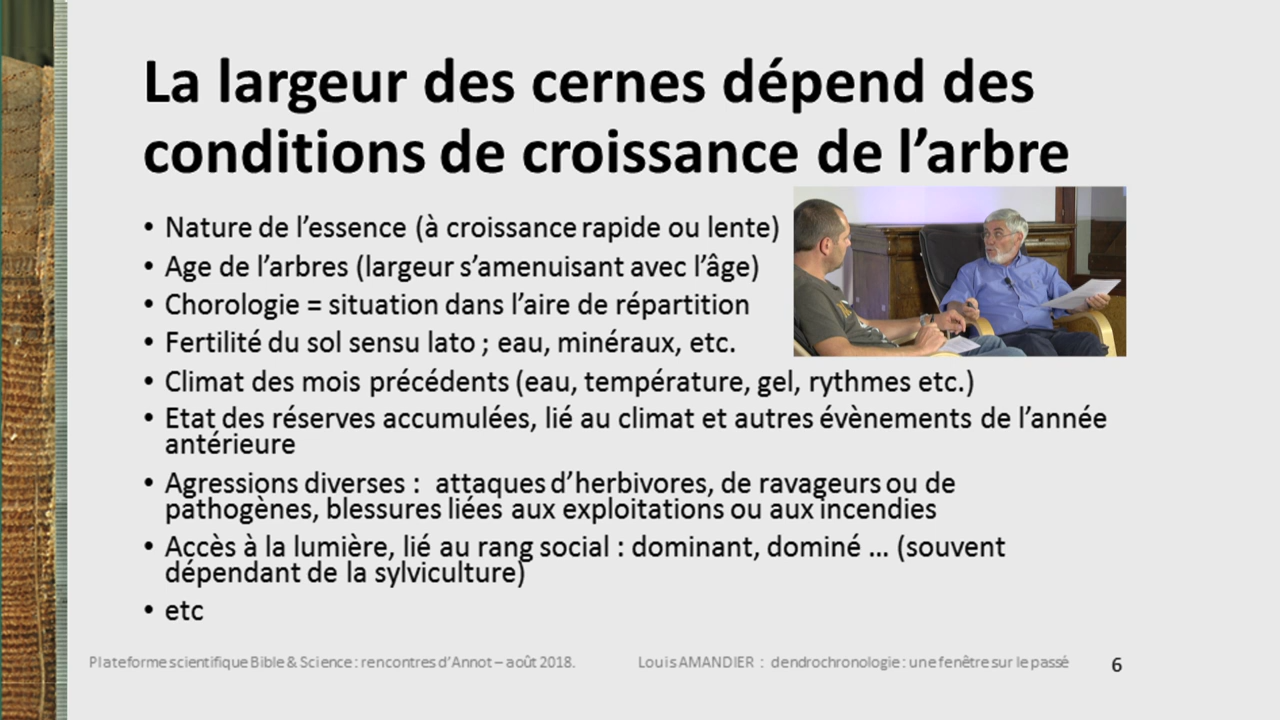 La largeur des cernes dépend des
conditions de croissance de l'arbre
• Nature de l'essence (à croissance rapide ou lente)
• Age de l'arbres (largeur s'amenuisant avec l'âge)
• Chorologie = situation dans l'aire de répartition
• Fertilité du sol sensu lato ; eau, minéraux, etc.
• Climat des mois précédents (eau, température, gel, rythmes etc.)
• Etat des réserves accumulées, lié au climat et autres évènements de l'année
antérieure
• Agressions diverses : attaques d'herbivores, de ravageurs ou de
pathogènes, blessures liées aux exploitations ou aux incendies
• Accès à la lumière, lié au rang social : dominant, dominé ... (souvent
dépendant de la sylviculture)
• etc
Plateforme scientifique Bible & Science : rencontres d'Annot – août 2018. Louis AMANDIER : dendrochronologie : une fenêtre sur le passé 6